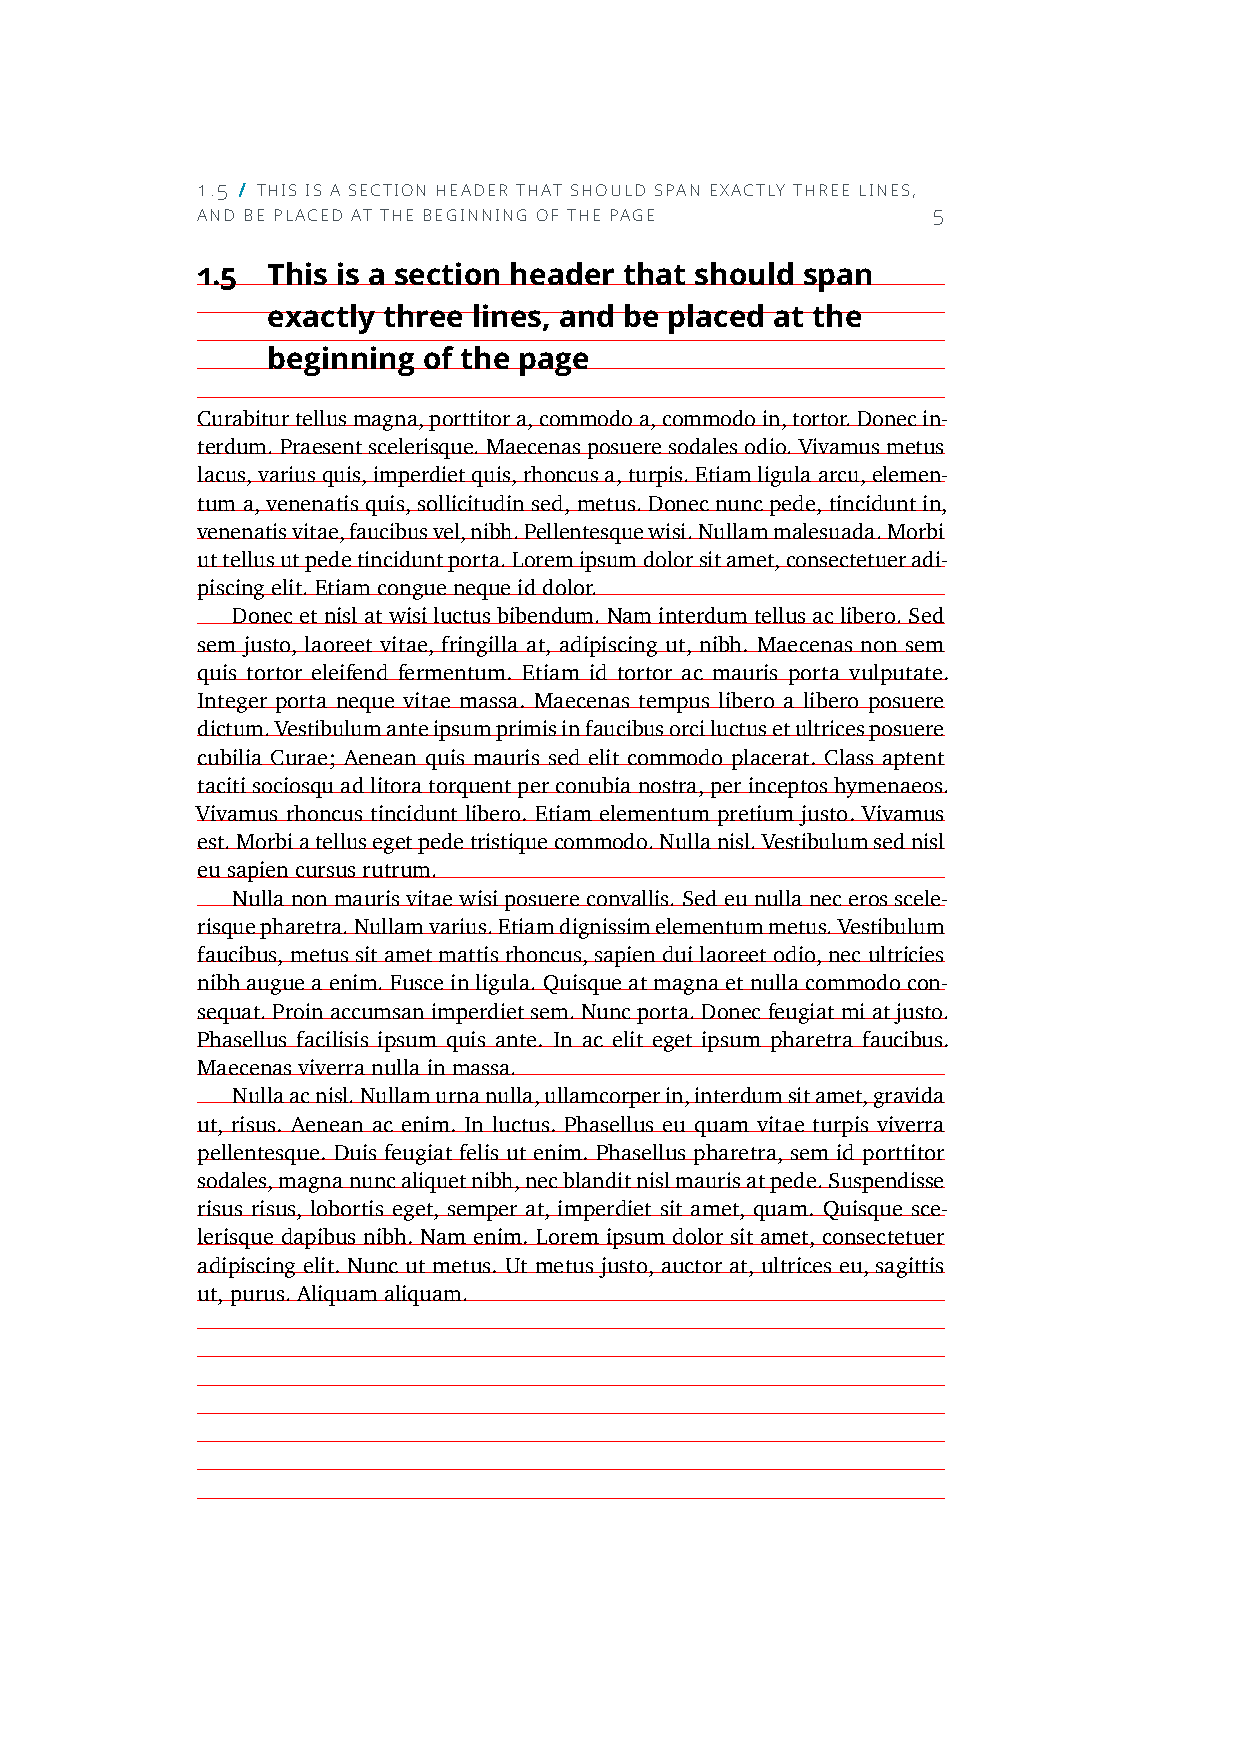 1.5 / THIS IS A SECTION HEADER THAT SHOULD SPAN EXACTLY THREE LINES,
AND BE PLACED AT THE BEGINNING OF THE PAGE 5
1.5 This is a section header that should span
exactly three lines, and be placed at the
beginning of the page
Curabitur tellus magna, porttitor a, commodo a, commodo in, tortor. Donec in-
terdum. Praesent scelerisque. Maecenas posuere sodales odio. Vivamus metus
lacus, varius quis, imperdiet quis, rhoncus a, turpis. Etiam ligula arcu, elemen-
tum a, venenatis quis, sollicitudin sed, metus. Donec nunc pede, tincidunt in,
venenatis vitae, faucibus vel, nibh. Pellentesque wisi. Nullam malesuada. Morbi
ut tellus ut pede tincidunt porta. Lorem ipsum dolor sit amet, consectetuer adi-
piscing elit. Etiam congue neque id dolor.
Donec et nisl at wisi luctus bibendum. Nam interdum tellus ac libero. Sed
sem justo, laoreet vitae, fringilla at, adipiscing ut, nibh. Maecenas non sem
quis tortor eleifend fermentum. Etiam id tortor ac mauris porta vulputate.
Integer porta neque vitae massa. Maecenas tempus libero a libero posuere
dictum. Vestibulum ante ipsum primis in faucibus orci luctus et ultrices posuere
cubilia Curae; Aenean quis mauris sed elit commodo placerat. Class aptent
taciti sociosqu ad litora torquent per conubia nostra, per inceptos hymenaeos.
Vivamus rhoncus tincidunt libero. Etiam elementum pretium justo. Vivamus
est. Morbi a tellus eget pede tristique commodo. Nulla nisl. Vestibulum sed nisl
eu sapien cursus rutrum.
Nulla non mauris vitae wisi posuere convallis. Sed eu nulla nec eros scele-
risque pharetra. Nullam varius. Etiam dignissim elementum metus. Vestibulum
faucibus, metus sit amet mattis rhoncus, sapien dui laoreet odio, nec ultricies
nibh augue a enim. Fusce in ligula. Quisque at magna et nulla commodo con-
sequat. Proin accumsan imperdiet sem. Nunc porta. Donec feugiat mi at justo.
Phasellus facilisis ipsum quis ante. In ac elit eget ipsum pharetra faucibus.
Maecenas viverra nulla in massa.
Nulla ac nisl. Nullam urna nulla, ullamcorper in, interdum sit amet, gravida
ut, risus. Aenean ac enim. In luctus. Phasellus eu quam vitae turpis viverra
pellentesque. Duis feugiat felis ut enim. Phasellus pharetra, sem id porttitor
sodales, magna nunc aliquet nibh, nec blandit nisl mauris at pede. Suspendisse
risus risus, lobortis eget, semper at, imperdiet sit amet, quam. Quisque sce-
lerisque dapibus nibh. Nam enim. Lorem ipsum dolor sit amet, consectetuer
adipiscing elit. Nunc ut metus. Ut metus justo, auctor at, ultrices eu, sagittis
ut, purus. Aliquam aliquam.